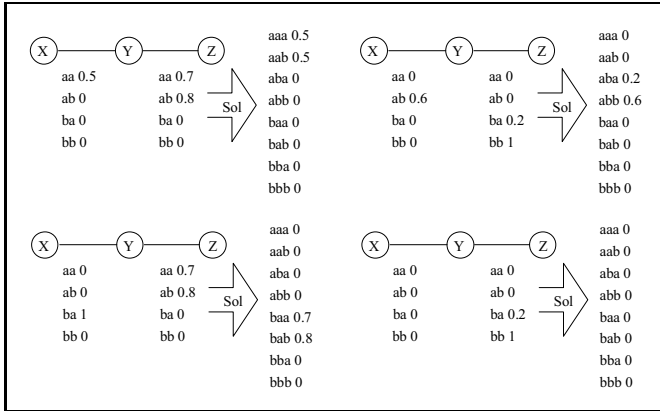 X Y Z
aa 0.5
ab 0
ba 0
bb 0
aa 0.7
ab 0.8
ba 0
bb 0
Sol
aaa 0.5
aab 0.5
aba 0
abb 0
baa 0
bab 0
bba 0
bbb 0
X Y Z
aa 0
ab 0.6
ba 0
bb 0
aa 0
ab 0
ba 0.2
bb 1
Sol
aaa 0
aab 0
aba 0.2
abb 0.6
baa 0
bab 0
bba 0
bbb 0
X Y Z
aa 0
ab 0
ba 1
bb 0
aa 0.7
ab 0.8
ba 0
bb 0
Sol
aaa 0
aab 0
aba 0
abb 0
baa 0.7
bab 0.8
bba 0
bbb 0
X Y Z
aa 0
ab 0
ba 0
bb 0
aa 0
ab 0
ba 0.2
bb 1
Sol
aaa 0
aab 0
aba 0
abb 0
baa 0
bab 0
bba 0
bbb 0